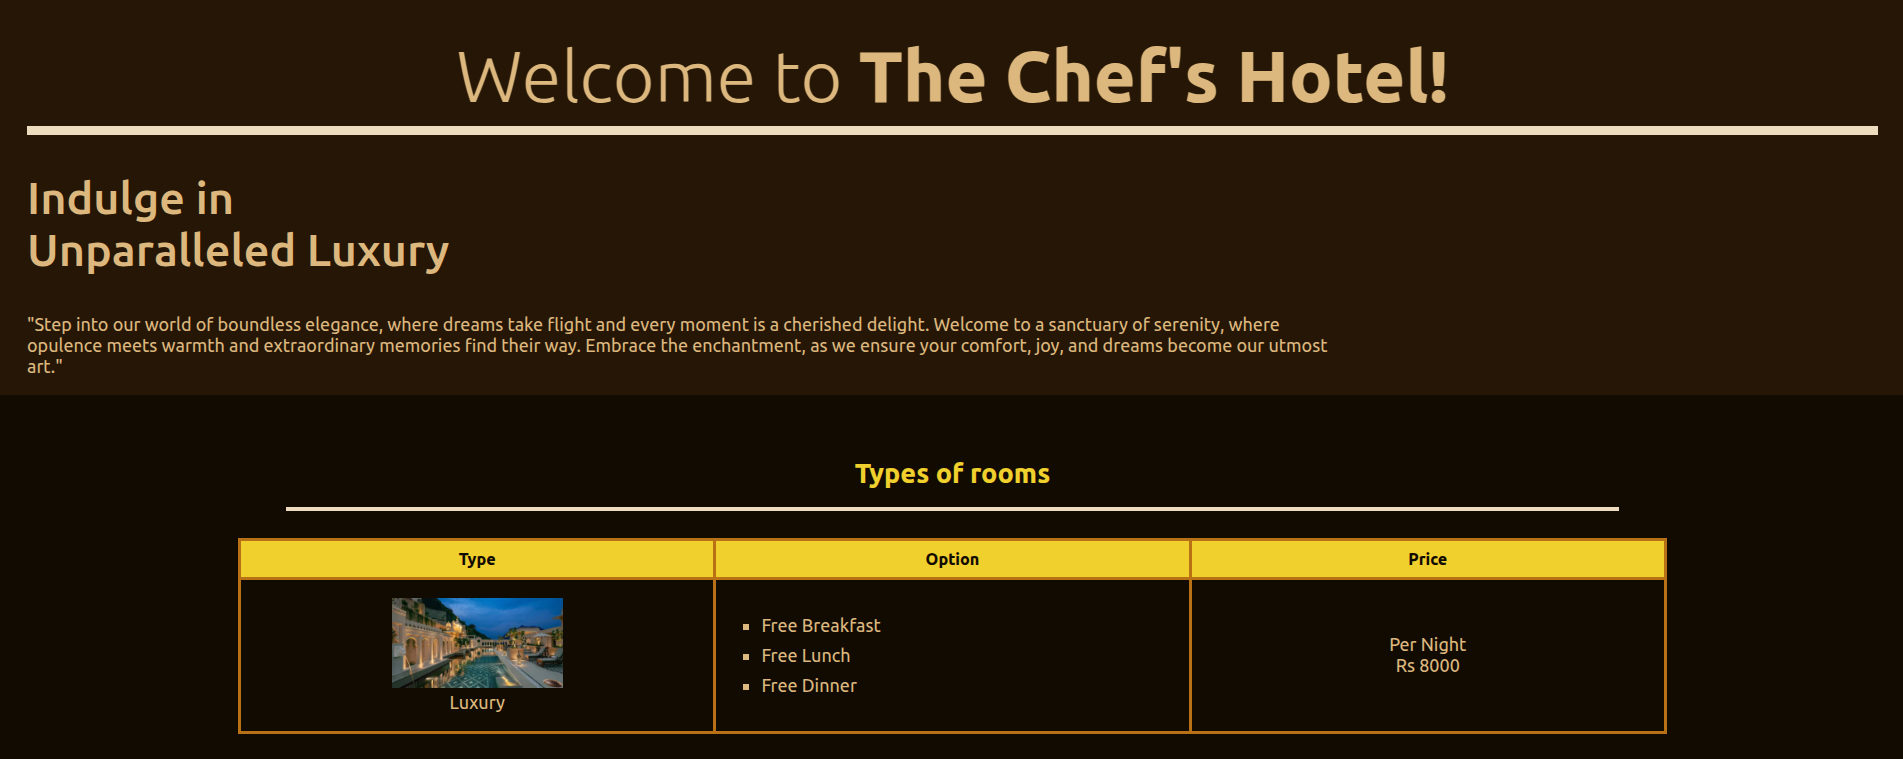 Welcome to The Chef's Hotel!
Indulge in
Unparalleled Luxury
"Step into our world of boundless elegance, where dreams take flight and every moment is a cherished delight. Welcome to a sanctuary of serenity, where
opulence meets warmth and extraordinary memories find their way. Embrace the enchantment, as we ensure your comfort, joy, and dreams become our utmost
art."
Types of rooms
Type Option Price
Free Breakfast
Free Lunch
Free Dinner
Luxury
Per Night
Rs 8000